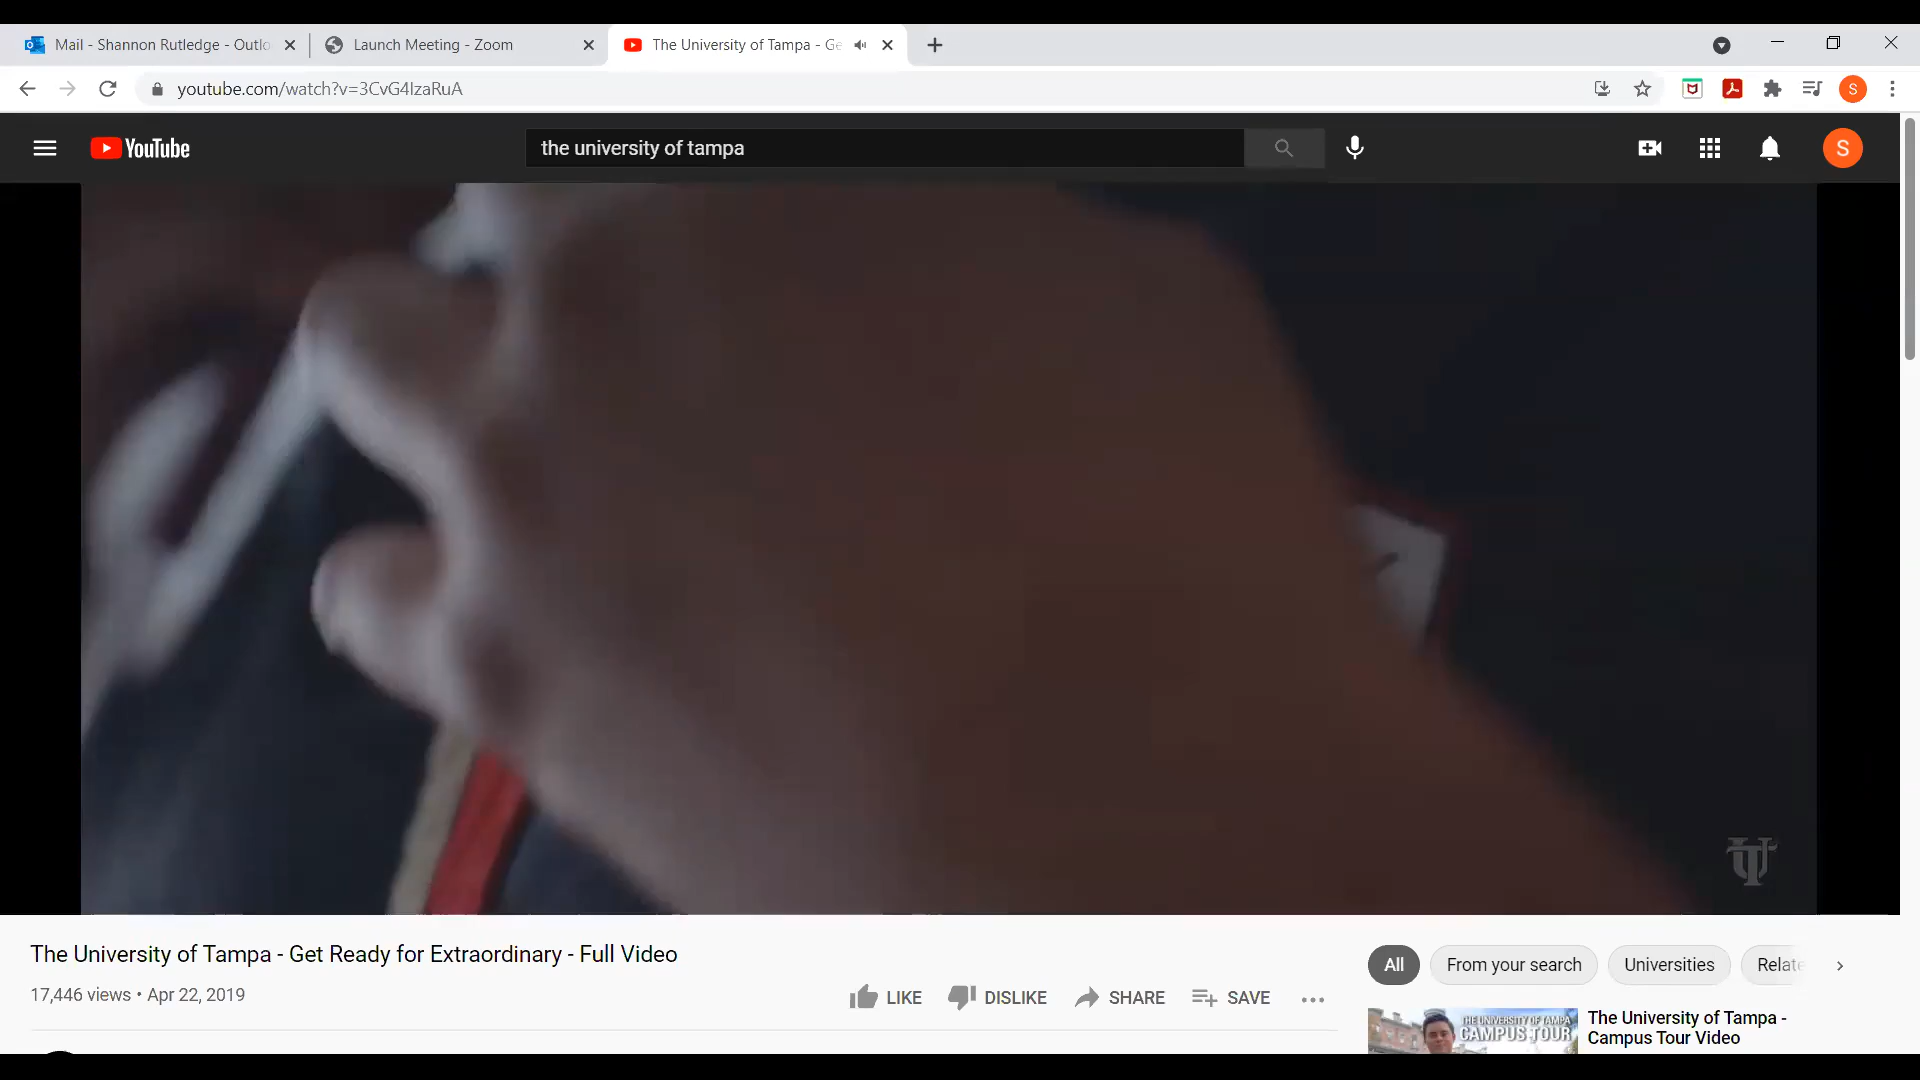 Mail - Shannon Rutledge - Outlo
Launch Meeting - Zoom
The University of Tampa - Ge
youtube.com/watch?v=3CvG4lzaRuA
S
YouTube
the university of tampa
S
UT
The University of Tampa - Get Ready for Extraordinary - Full Video
17,446 views • Apr 22, 2019
LIKE
DISLIKE
SHARE
SAVE
All
From your search
Universities
Relate
THE UNIVERSITY OF TAMPA
CAMPUS TOUR
The University of Tampa -
Campus Tour Video